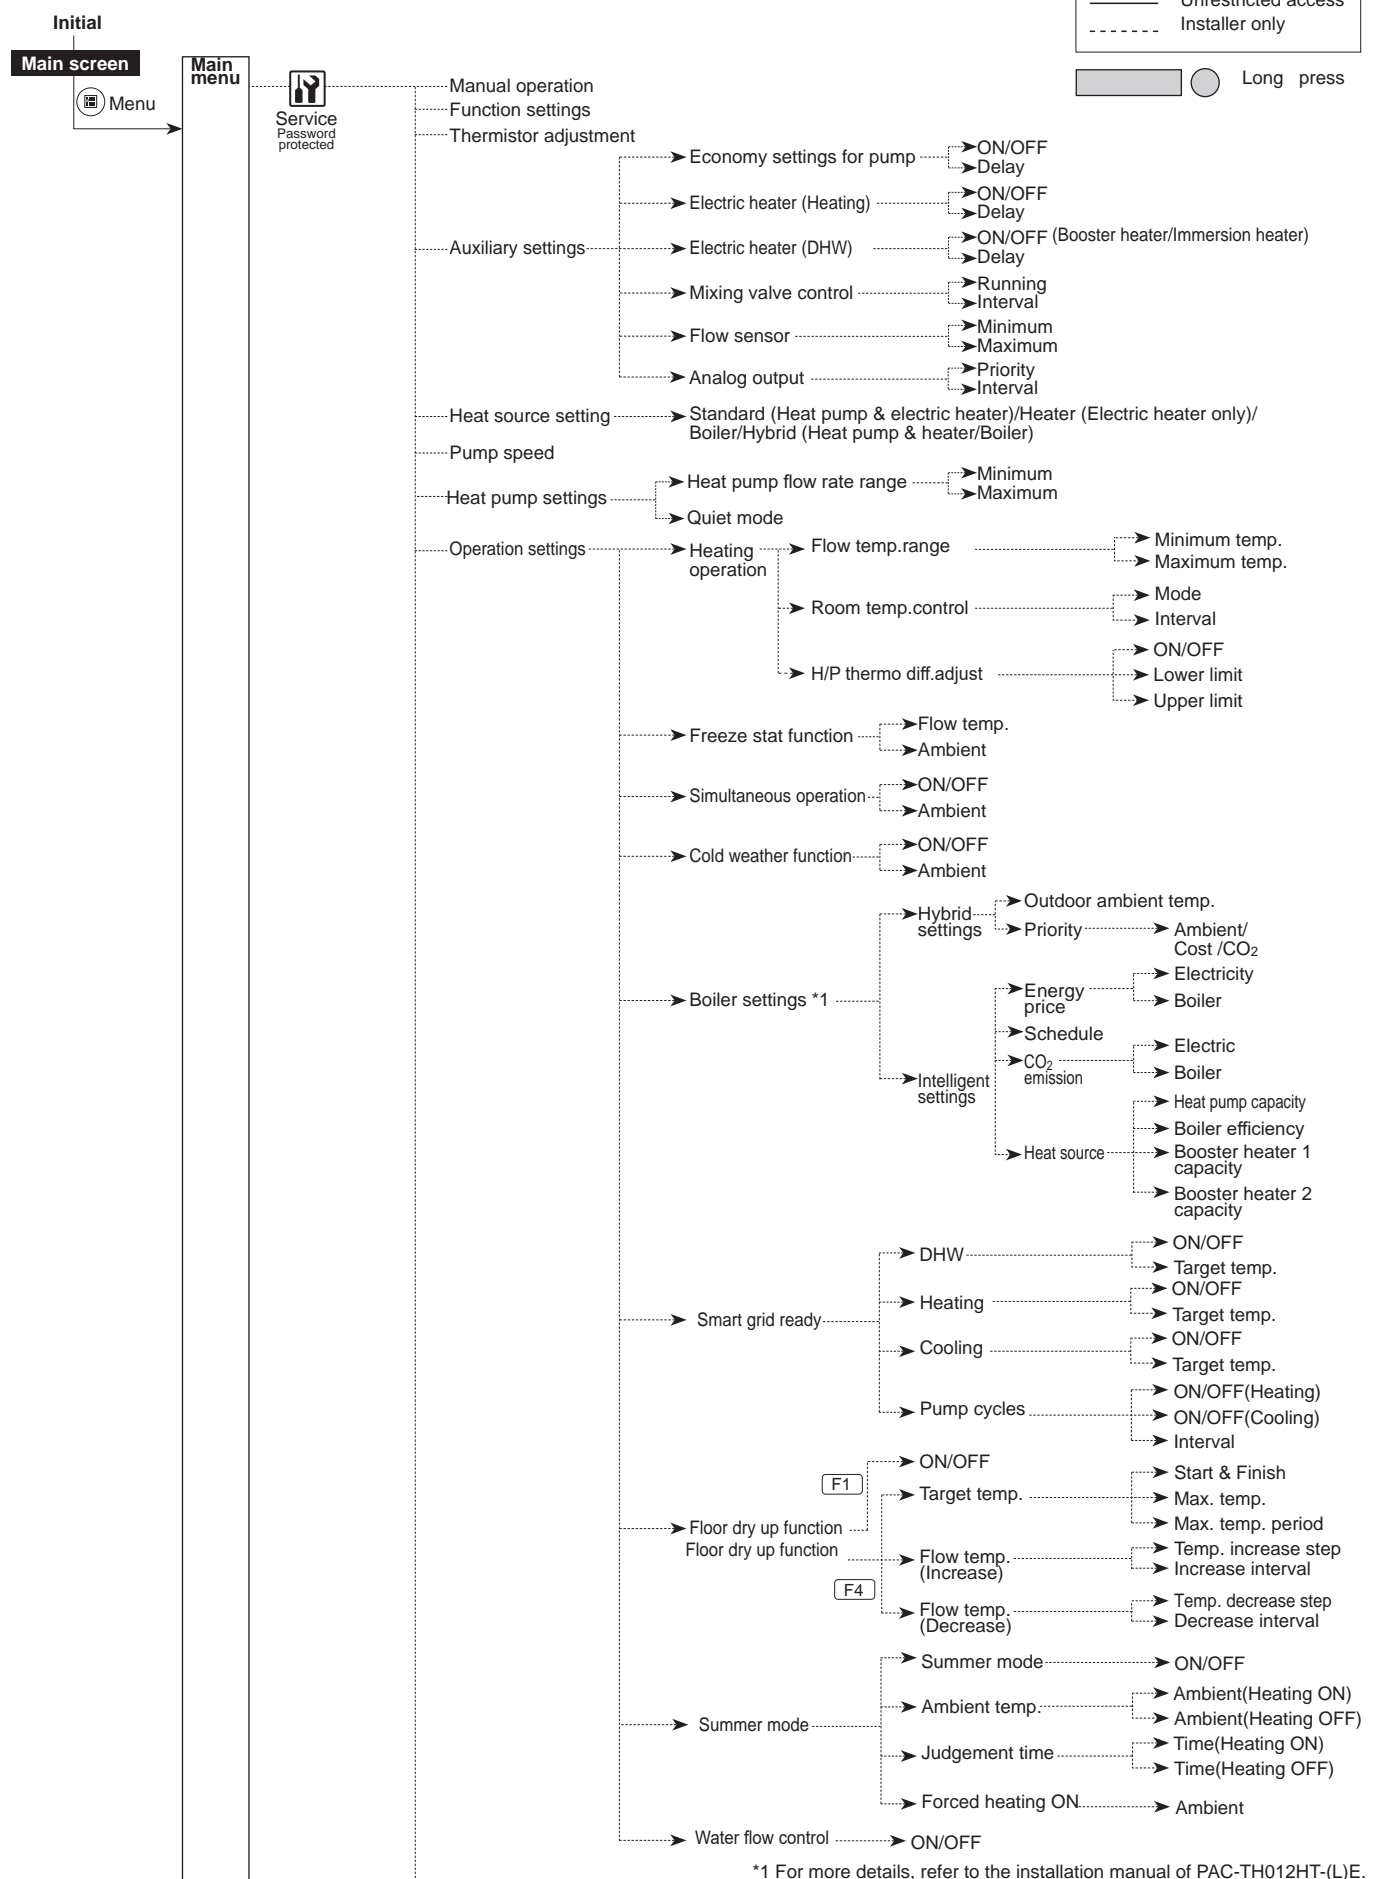 Initial
Main screen
Menu
Main
menu
Service
Password
protected
Unrestricted access
Installer only
Long press
Manual operation
Function settings
Thermistor adjustment
Auxiliary settings
Economy settings for pump
ON/OFF
Delay
Electric heater (Heating)
ON/OFF
Delay
Electric heater (DHW)
ON/OFF (Booster heater/Immersion heater)
Delay
Mixing valve control
Running
Interval
Flow sensor
Minimum
Maximum
Analog output
Priority
Interval
Heat source setting
Standard (Heat pump & electric heater)/Heater (Electric heater only)/
Boiler/Hybrid (Heat pump & heater/Boiler)
Pump speed
Heat pump settings
Heat pump flow rate range
Minimum
Maximum
Quiet mode
Operation settings
Heating
operation
Flow temp.range
Minimum temp.
Maximum temp.
Room temp.control
Mode
Interval
H/P thermo diff.adjust
ON/OFF
Lower limit
Upper limit
Freeze stat function
Flow temp.
Ambient
Simultaneous operation
ON/OFF
Ambient
Cold weather function
ON/OFF
Ambient
Boiler settings *1
Hybrid
settings
Outdoor ambient temp.
Priority
Ambient/
Cost /CO2
Intelligent
settings
Energy
price
Electricity
Boiler
Schedule
CO2
emission
Electric
Boiler
Heat source
Heat pump capacity
Boiler efficiency
Booster heater 1
capacity
Booster heater 2
capacity
Smart grid ready
DHW
ON/OFF
Target temp.
Heating
ON/OFF
Target temp.
Cooling
ON/OFF
Target temp.
Pump cycles
ON/OFF(Heating)
ON/OFF(Cooling)
Interval
Floor dry up function
Floor dry up function
F1
ON/OFF
F4
Target temp.
Start & Finish
Max. temp.
Max. temp. period
Flow temp.
(Increase)
Temp. increase step
Increase interval
Flow temp.
(Decrease)
Temp. decrease step
Decrease interval
Summer mode
Summer mode
ON/OFF
Ambient temp.
Ambient(Heating ON)
Ambient(Heating OFF)
Judgement time
Time(Heating ON)
Time(Heating OFF)
Forced heating ON
Ambient
Water flow control
ON/OFF
*1 For more details, refer to the installation manual of PAC-TH012HT-(L)E.